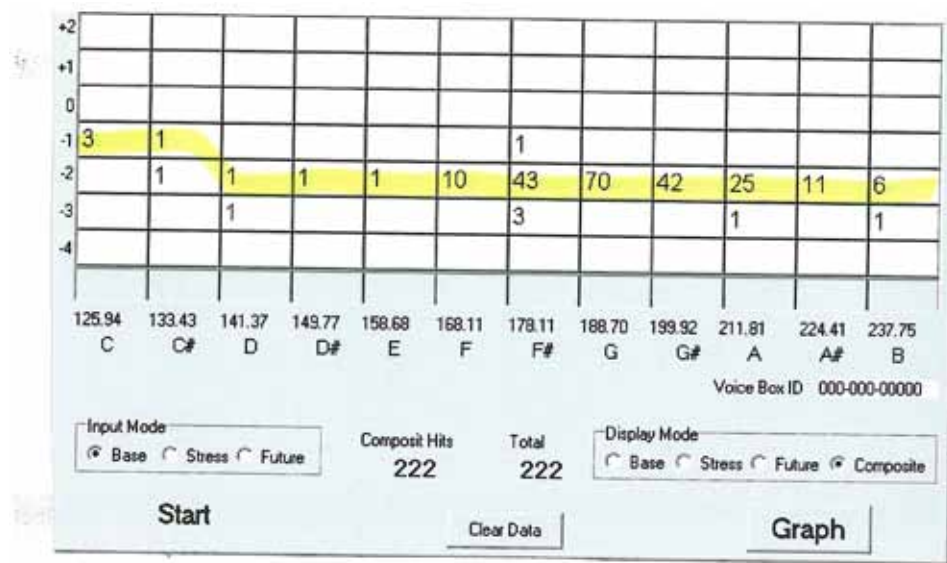 +2
+1
0
-1 3 1 1
-2 1 1 1 1 10 43 70 42 25 11 6
-3 1 3 1 1
-4
125.94 133.43 141.37 149.77 158.68 168.11 178.11 188.70 199.92 211.81 224.41 237.75
C C# D D# E F F# G G# A A# B
Voice Box ID 000-000-00000
Input Mode Composit Hits Total Display Mode
Base Stress Future 222 222 Base Stress Future Composite
Start Clear Data Graph